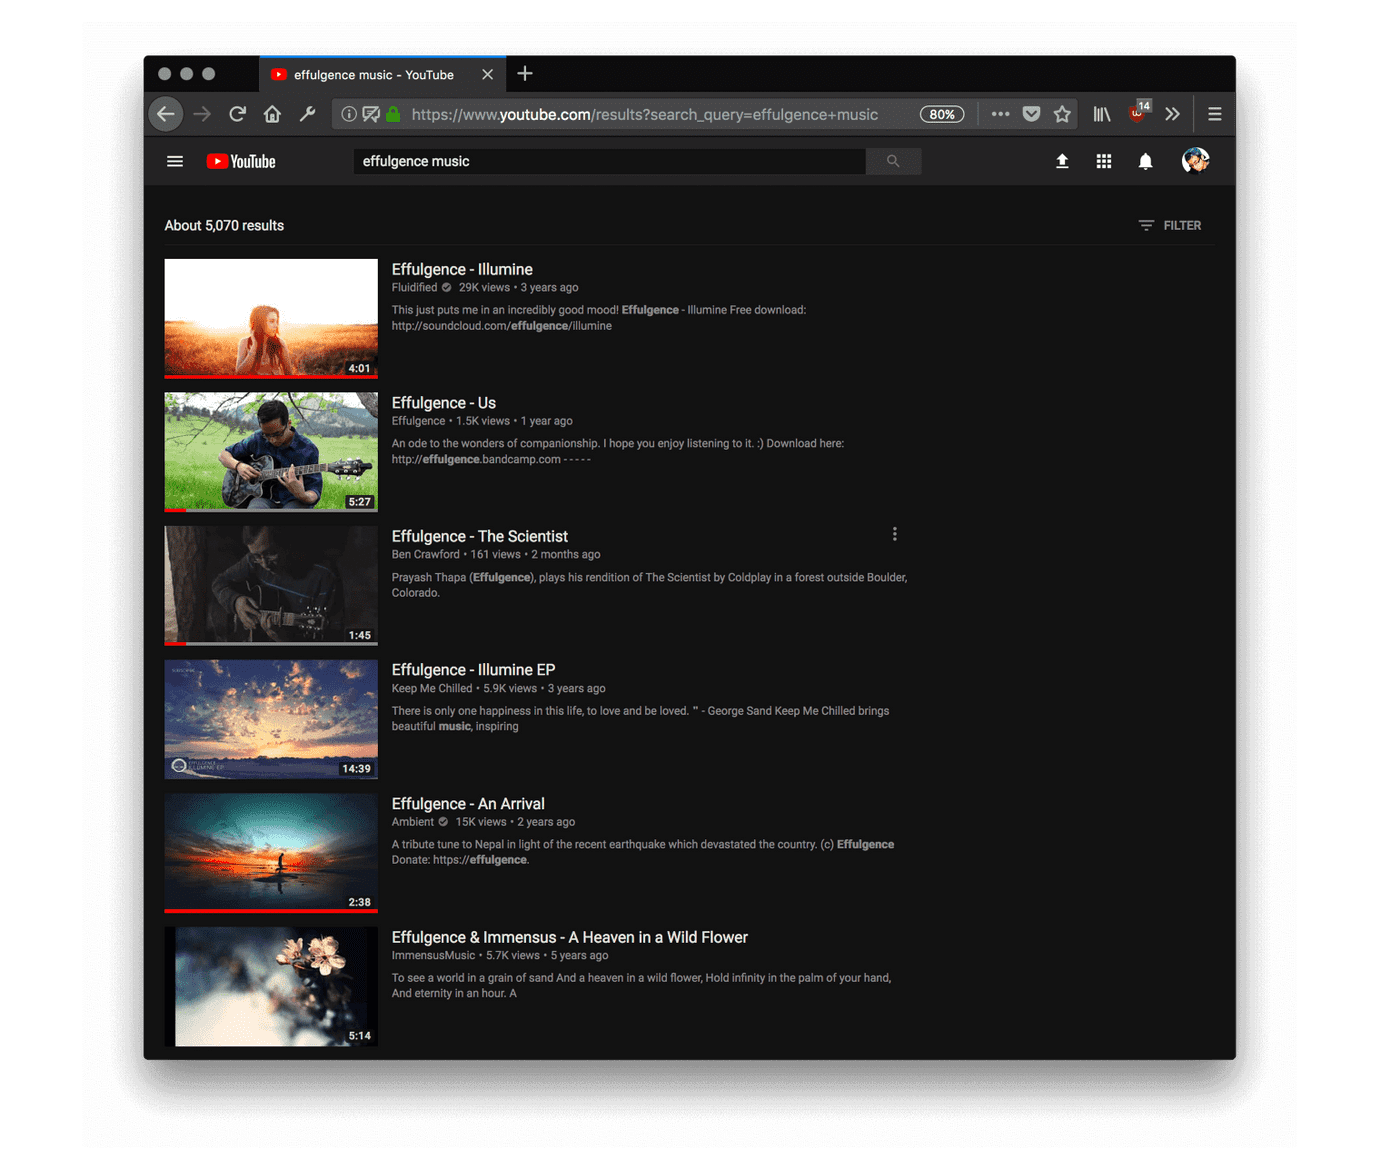 effulgence music - YouTube
https://www.youtube.com/results?search_query=effulgence+music
80%
14
YouTube
effulgence music
About 5,070 results
FILTER
4:01
Effulgence - Illumine
Fluidified 29K views • 3 years ago
This just puts me in an incredibly good mood! Effulgence - Illumine Free download:
http://soundcloud.com/effulgence/illumine
5:27
Effulgence - Us
Effulgence • 1.5K views • 1 year ago
An ode to the wonders of companionship. I hope you enjoy listening to it. :) Download here:
http://effulgence.bandcamp.com - - - - -
1:45
Effulgence - The Scientist
Ben Crawford • 161 views • 2 months ago
Prayash Thapa (Effulgence), plays his rendition of The Scientist by Coldplay in a forest outside Boulder,
Colorado.
EFFULGENCE
ILLUMINE EP
14:39
Effulgence - Illumine EP
Keep Me Chilled • 5.9K views • 3 years ago
There is only one happiness in this life, to love and be loved. " - George Sand Keep Me Chilled brings
beautiful music, inspiring
2:38
Effulgence - An Arrival
Ambient 15K views • 2 years ago
A tribute tune to Nepal in light of the recent earthquake which devastated the country. (c) Effulgence
Donate: https://effulgence.
5:14
Effulgence & Immensus - A Heaven in a Wild Flower
ImmensusMusic • 5.7K views • 5 years ago
To see a world in a grain of sand And a heaven in a wild flower, Hold infinity in the palm of your hand,
And eternity in an hour. A